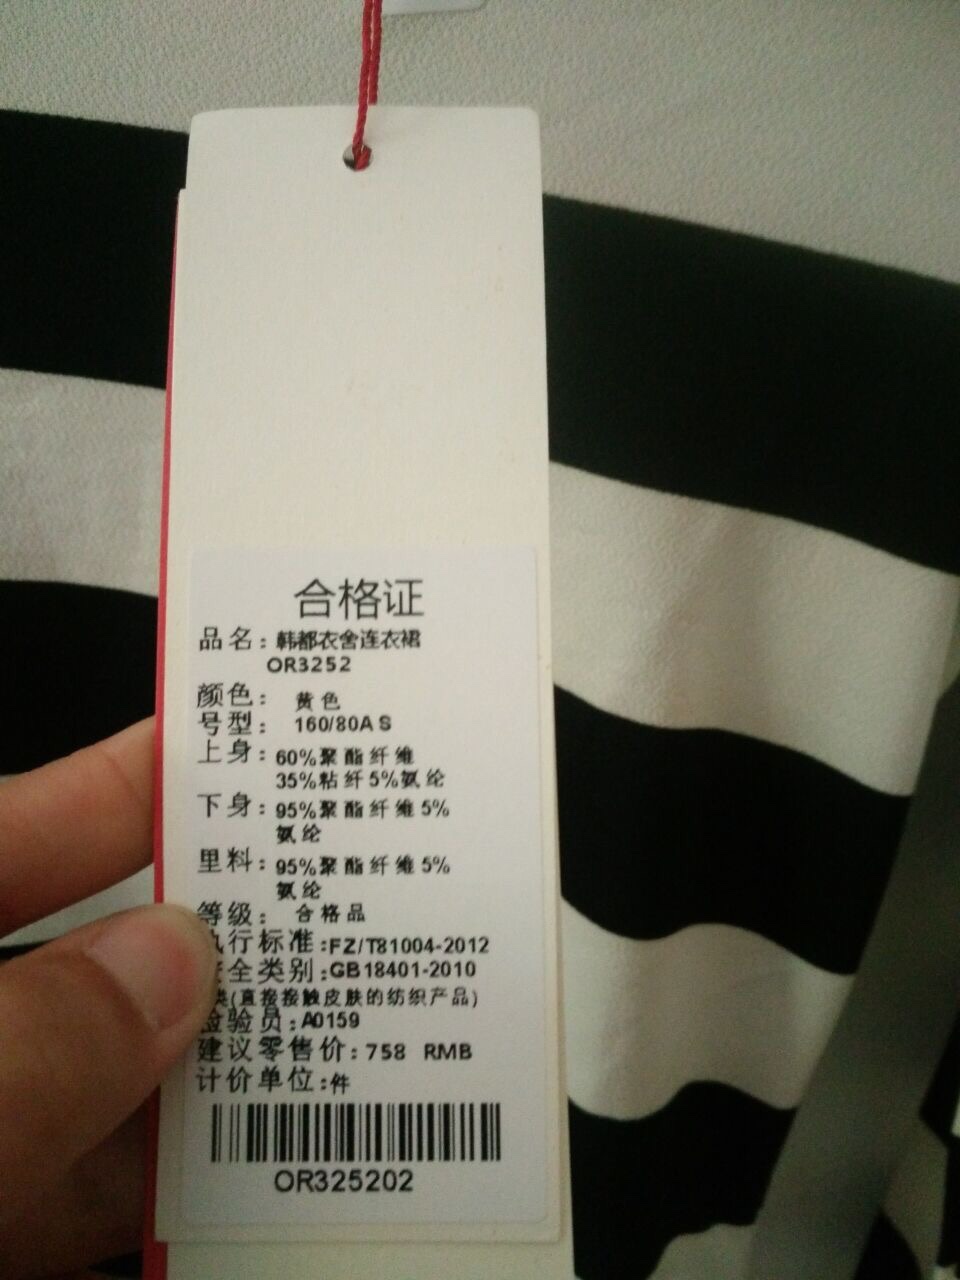 合格证
品名：韩都衣舍连衣裙
OR3252
颜色： 黄色
号型： 160/80A S
上身：60%聚酯纤维
35%粘纤5%氨纶
下身：95%聚酯纤维5%
氨纶
里料：95%聚酯纤维5%
氨纶
等级： 合格品
执行标准：FZ/T81004-2012
安全类别：GB18401-2010
类(直接接触皮肤的纺织产品)
检验员：A0159
建议零售价：758 RMB
计价单位：件
OR325202